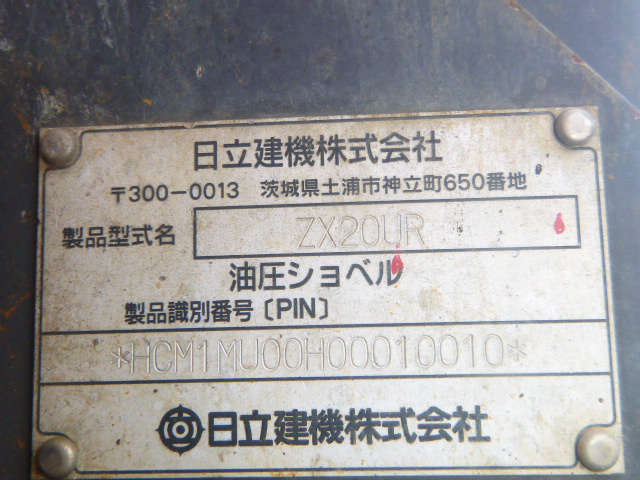 日立建機株式会社
〒300-0013 茨城県土浦市神立町650番地
製品型式名 ZX20UR
油圧ショベル
製品識別番号〔PIN〕
*HCM1MU00H00010010*
日立建機株式会社